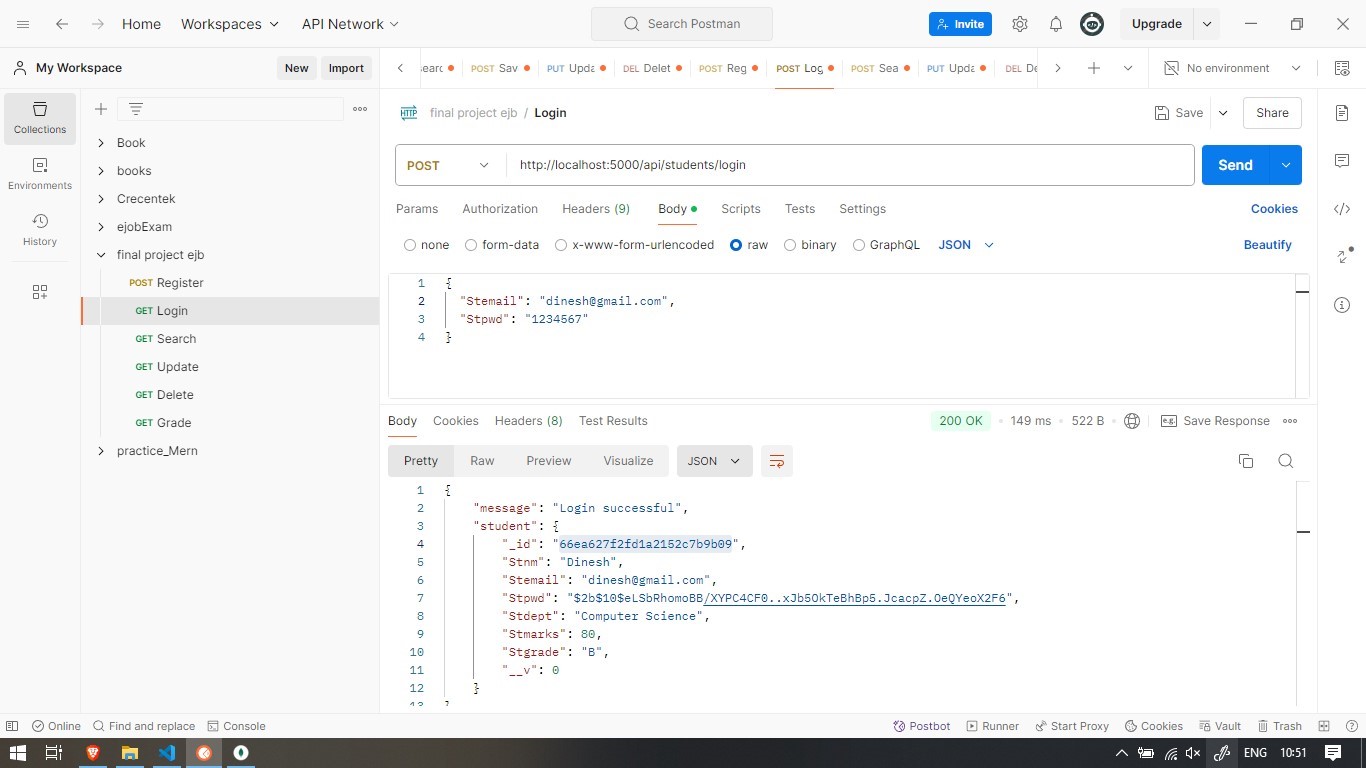 Home Workspaces API Network Search Postman Invite Upgrade
My Workspace New Import
POST Sav PUT Upda DEL Delet POST Reg POST Log POST Sea PUT Upda DEL No environment
Collections
Environments
History
Book
books
Crecentek
ejobExam
final project ejb
POST Register
GET Login
GET Search
GET Update
GET Delete
GET Grade
practice_Mern
HTTP final project ejb / Login Save Share
POST http://localhost:5000/api/students/login Send
Params Authorization Headers (9) Body Scripts Tests Settings Cookies
none form-data x-www-form-urlencoded raw binary GraphQL JSON Beautify
1 {
2 "Stemail": "dinesh@gmail.com",
3 "Stpwd": "1234567"
4 }
Body Cookies Headers (8) Test Results 200 OK 149 ms 522 B e.g. Save Response
Pretty Raw Preview Visualize JSON
1 {
2 "message": "Login successful",
3 "student": {
4 "_id": "66ea627f2fd1a2152c7b9b09",
5 "Stnm": "Dinesh",
6 "Stemail": "dinesh@gmail.com",
7 "Stpwd": "$2b$10$eLSbRhomoBB/XYPC4CF0..xJb5OkTeBhBp5.JcacpZ.OeQYeoX2F6",
8 "Stdept": "Computer Science",
9 "Stmarks": 80,
10 "Stgrade": "B",
11 "__v": 0
12 }
Online Find and replace Console Postbot Runner Start Proxy Cookies Vault Trash
ENG 10:51